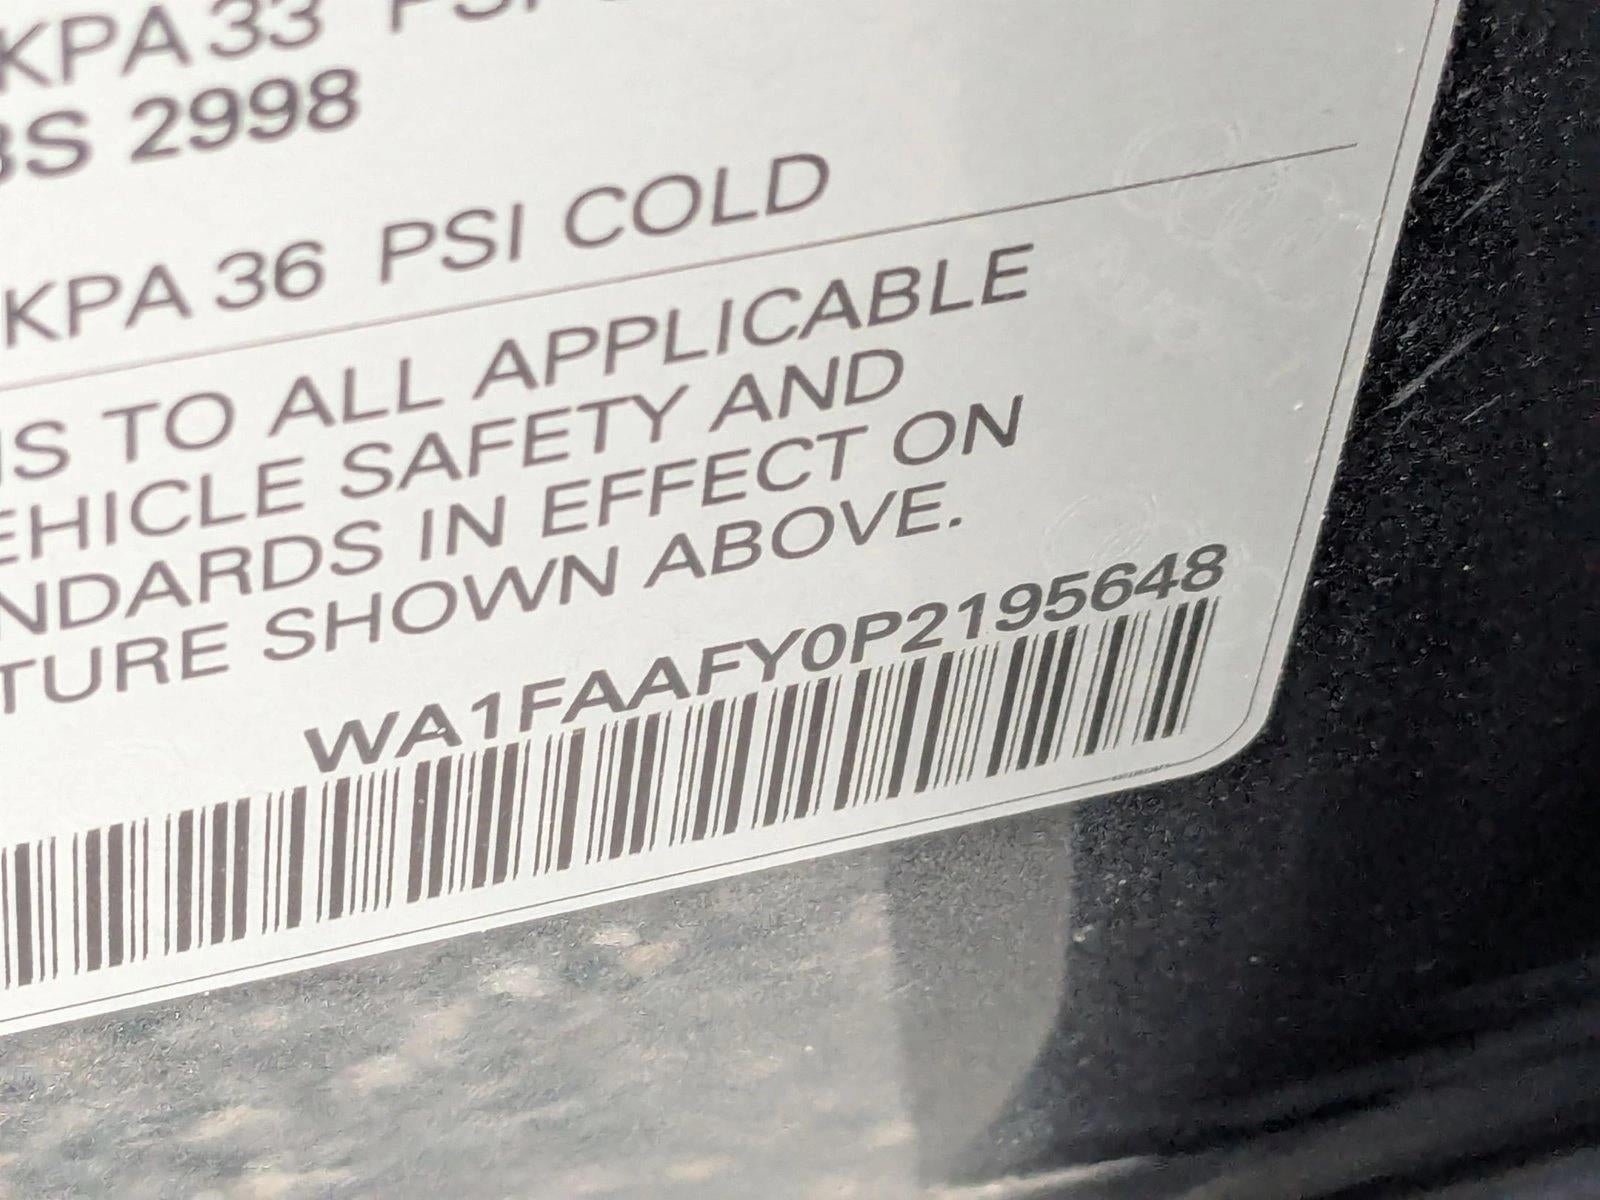 KPA 33 PSI
BS 2998
KPA 36 PSI COLD
TO ALL APPLICABLE
EHICLE SAFETY AND
NDARDS IN EFFECT ON
TURE SHOWN ABOVE.
WA1FAAFY0P2195648